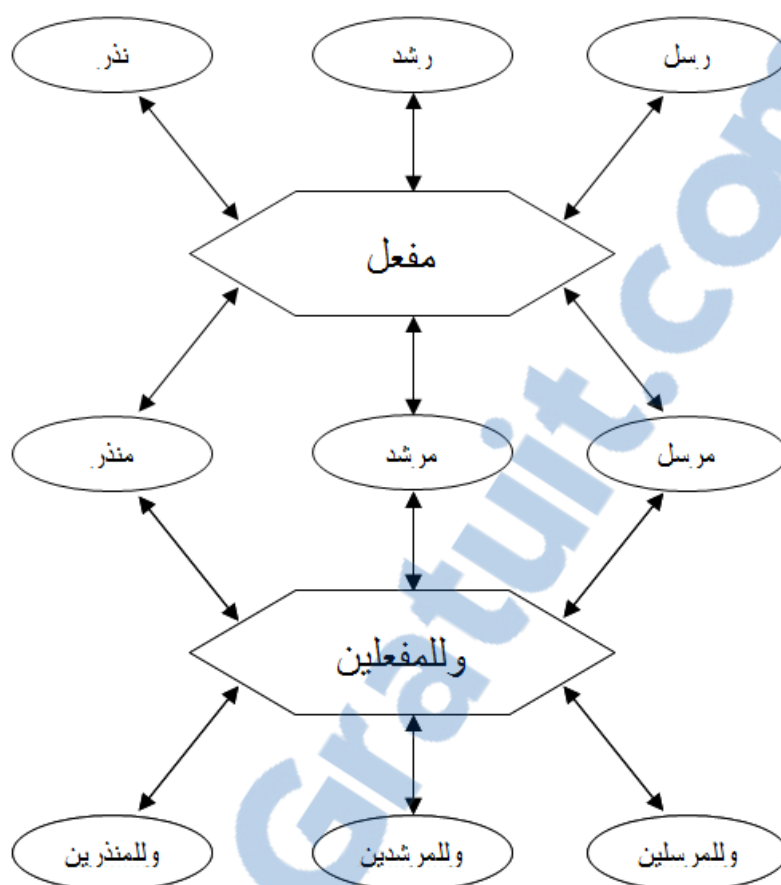 رسل
رشد
نذر
مفعل
مرسل
مرشد
منذر
وللمفعلين
وللمرسلين
وللمرشدين
وللمنذرين
Gratuit.com